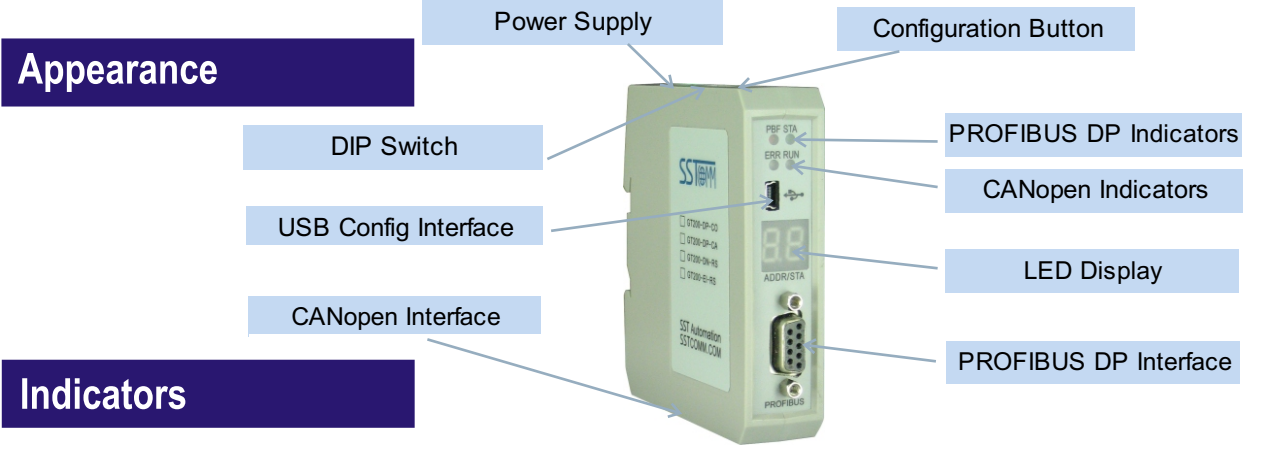 Power Supply
Configuration Button
Appearance
DIP Switch
PROFIBUS DP Indicators
CANopen Indicators
USB Config Interface
LED Display
CANopen Interface
PROFIBUS DP Interface
Indicators
PBF STA
ERR RUN
ADDR/STA
PROFIBUS
SSTCOMM
GT200-DP-CO
GT200-DP-CA
GT200-DN-RS
GT200-EI-RS
SST Automation
SSTCOMM.COM